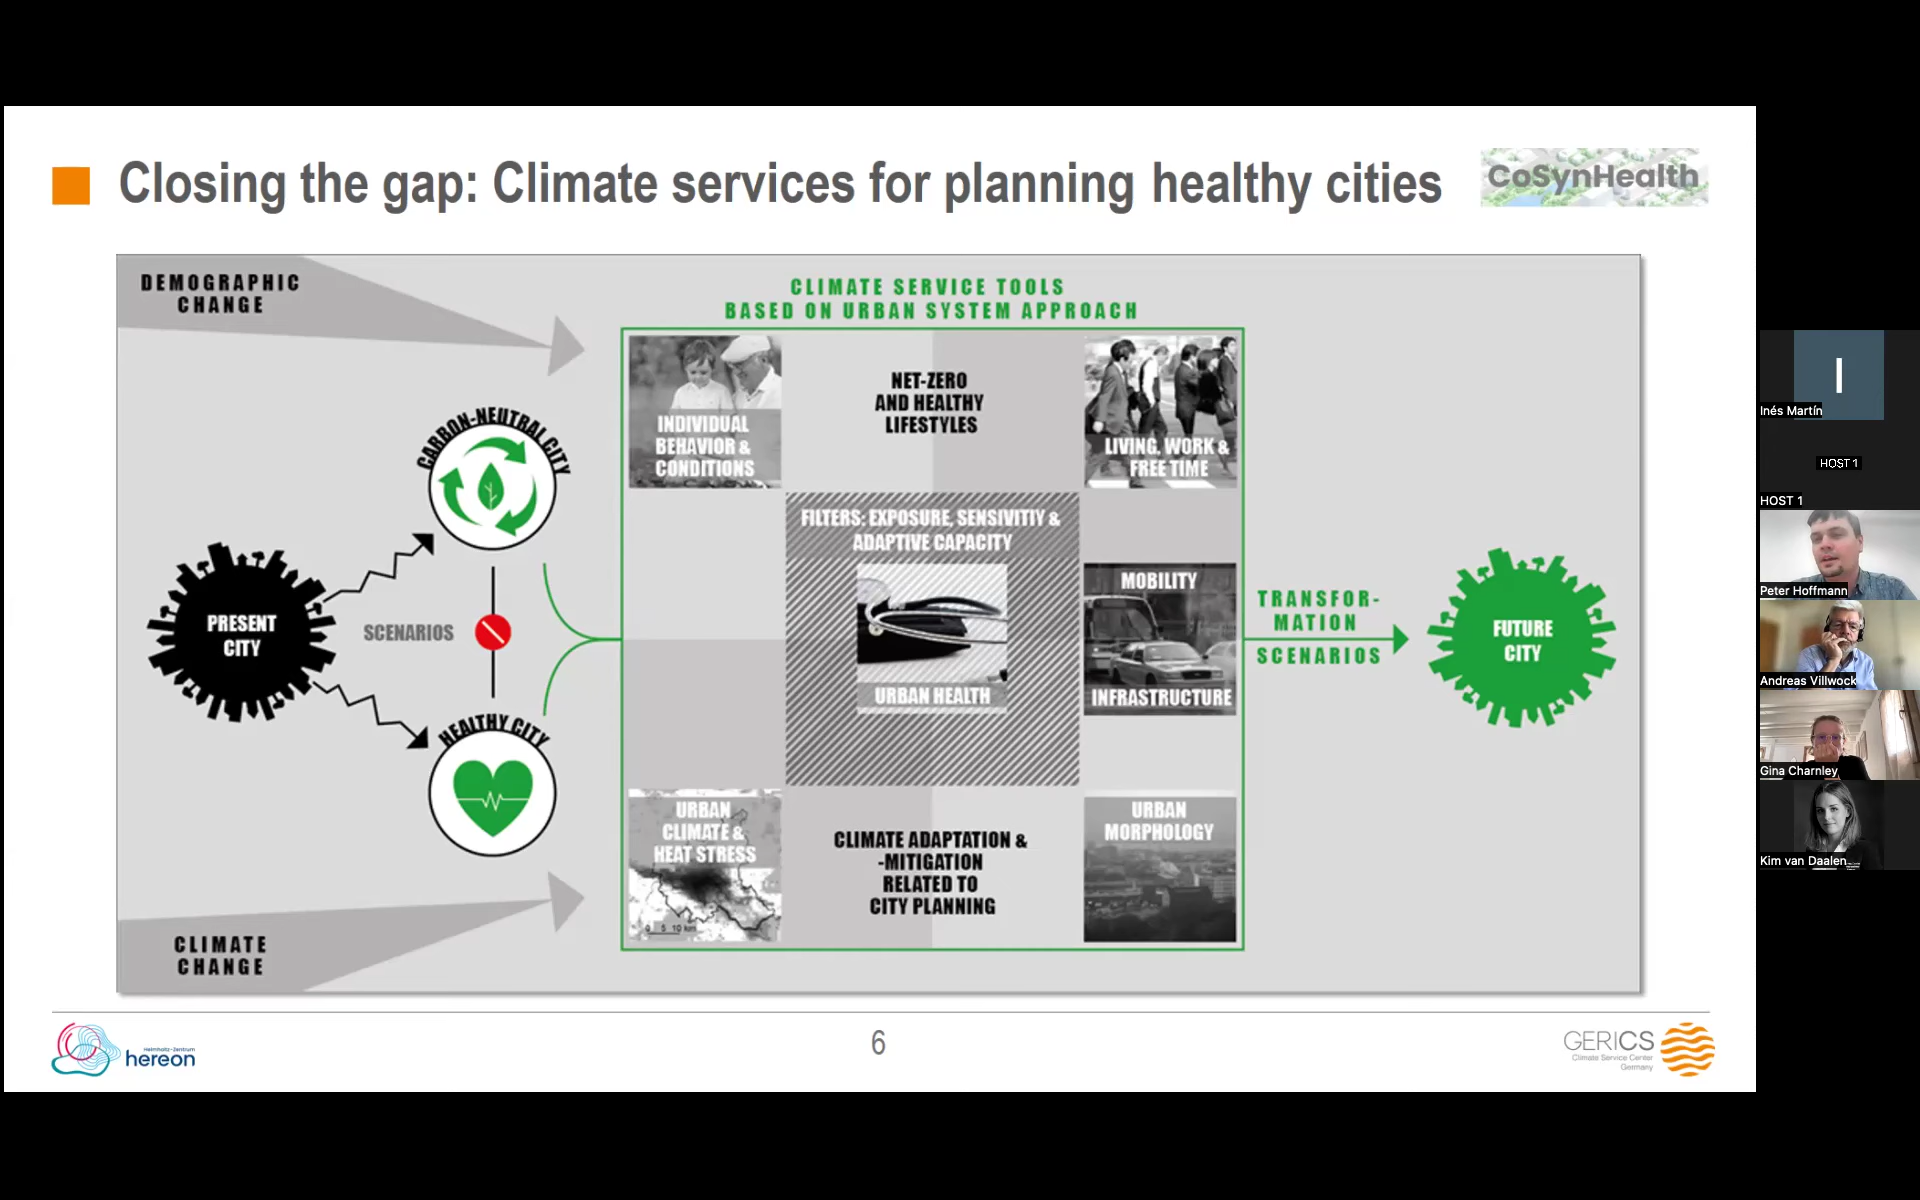 Closing the gap: Climate services for planning healthy cities
CoSynHealth
DEMOGRAPHIC
CHANGE
CLIMATE SERVICE TOOLS
BASED ON URBAN SYSTEM APPROACH
CARBON-NEUTRAL CITY
PRESENT
CITY
SCENARIOS
HEALTHY CITY
CLIMATE
CHANGE
INDIVIDUAL
BEHAVIOR &
CONDITIONS
NET-ZERO
AND HEALTHY
LIFESTYLES
LIVING, WORK &
FREE TIME
FILTERS: EXPOSURE, SENSIVITIY &
ADAPTIVE CAPACITY
URBAN HEALTH
MOBILITY
INFRASTRUCTURE
URBAN
CLIMATE &
HEAT STRESS
0 5 10 km
CLIMATE ADAPTATION &
-MITIGATION
RELATED TO
CITY PLANNING
URBAN
MORPHOLOGY
TRANSFOR-
MATION
SCENARIOS
FUTURE
CITY
Helmholtz-Zentrum
hereon
6
GERICS
Climate Service Center
Germany
I
Inés Martín
HOST 1
HOST 1
Peter Hoffmann
Andreas Villwock
Gina Charnley
Kim van Daalen